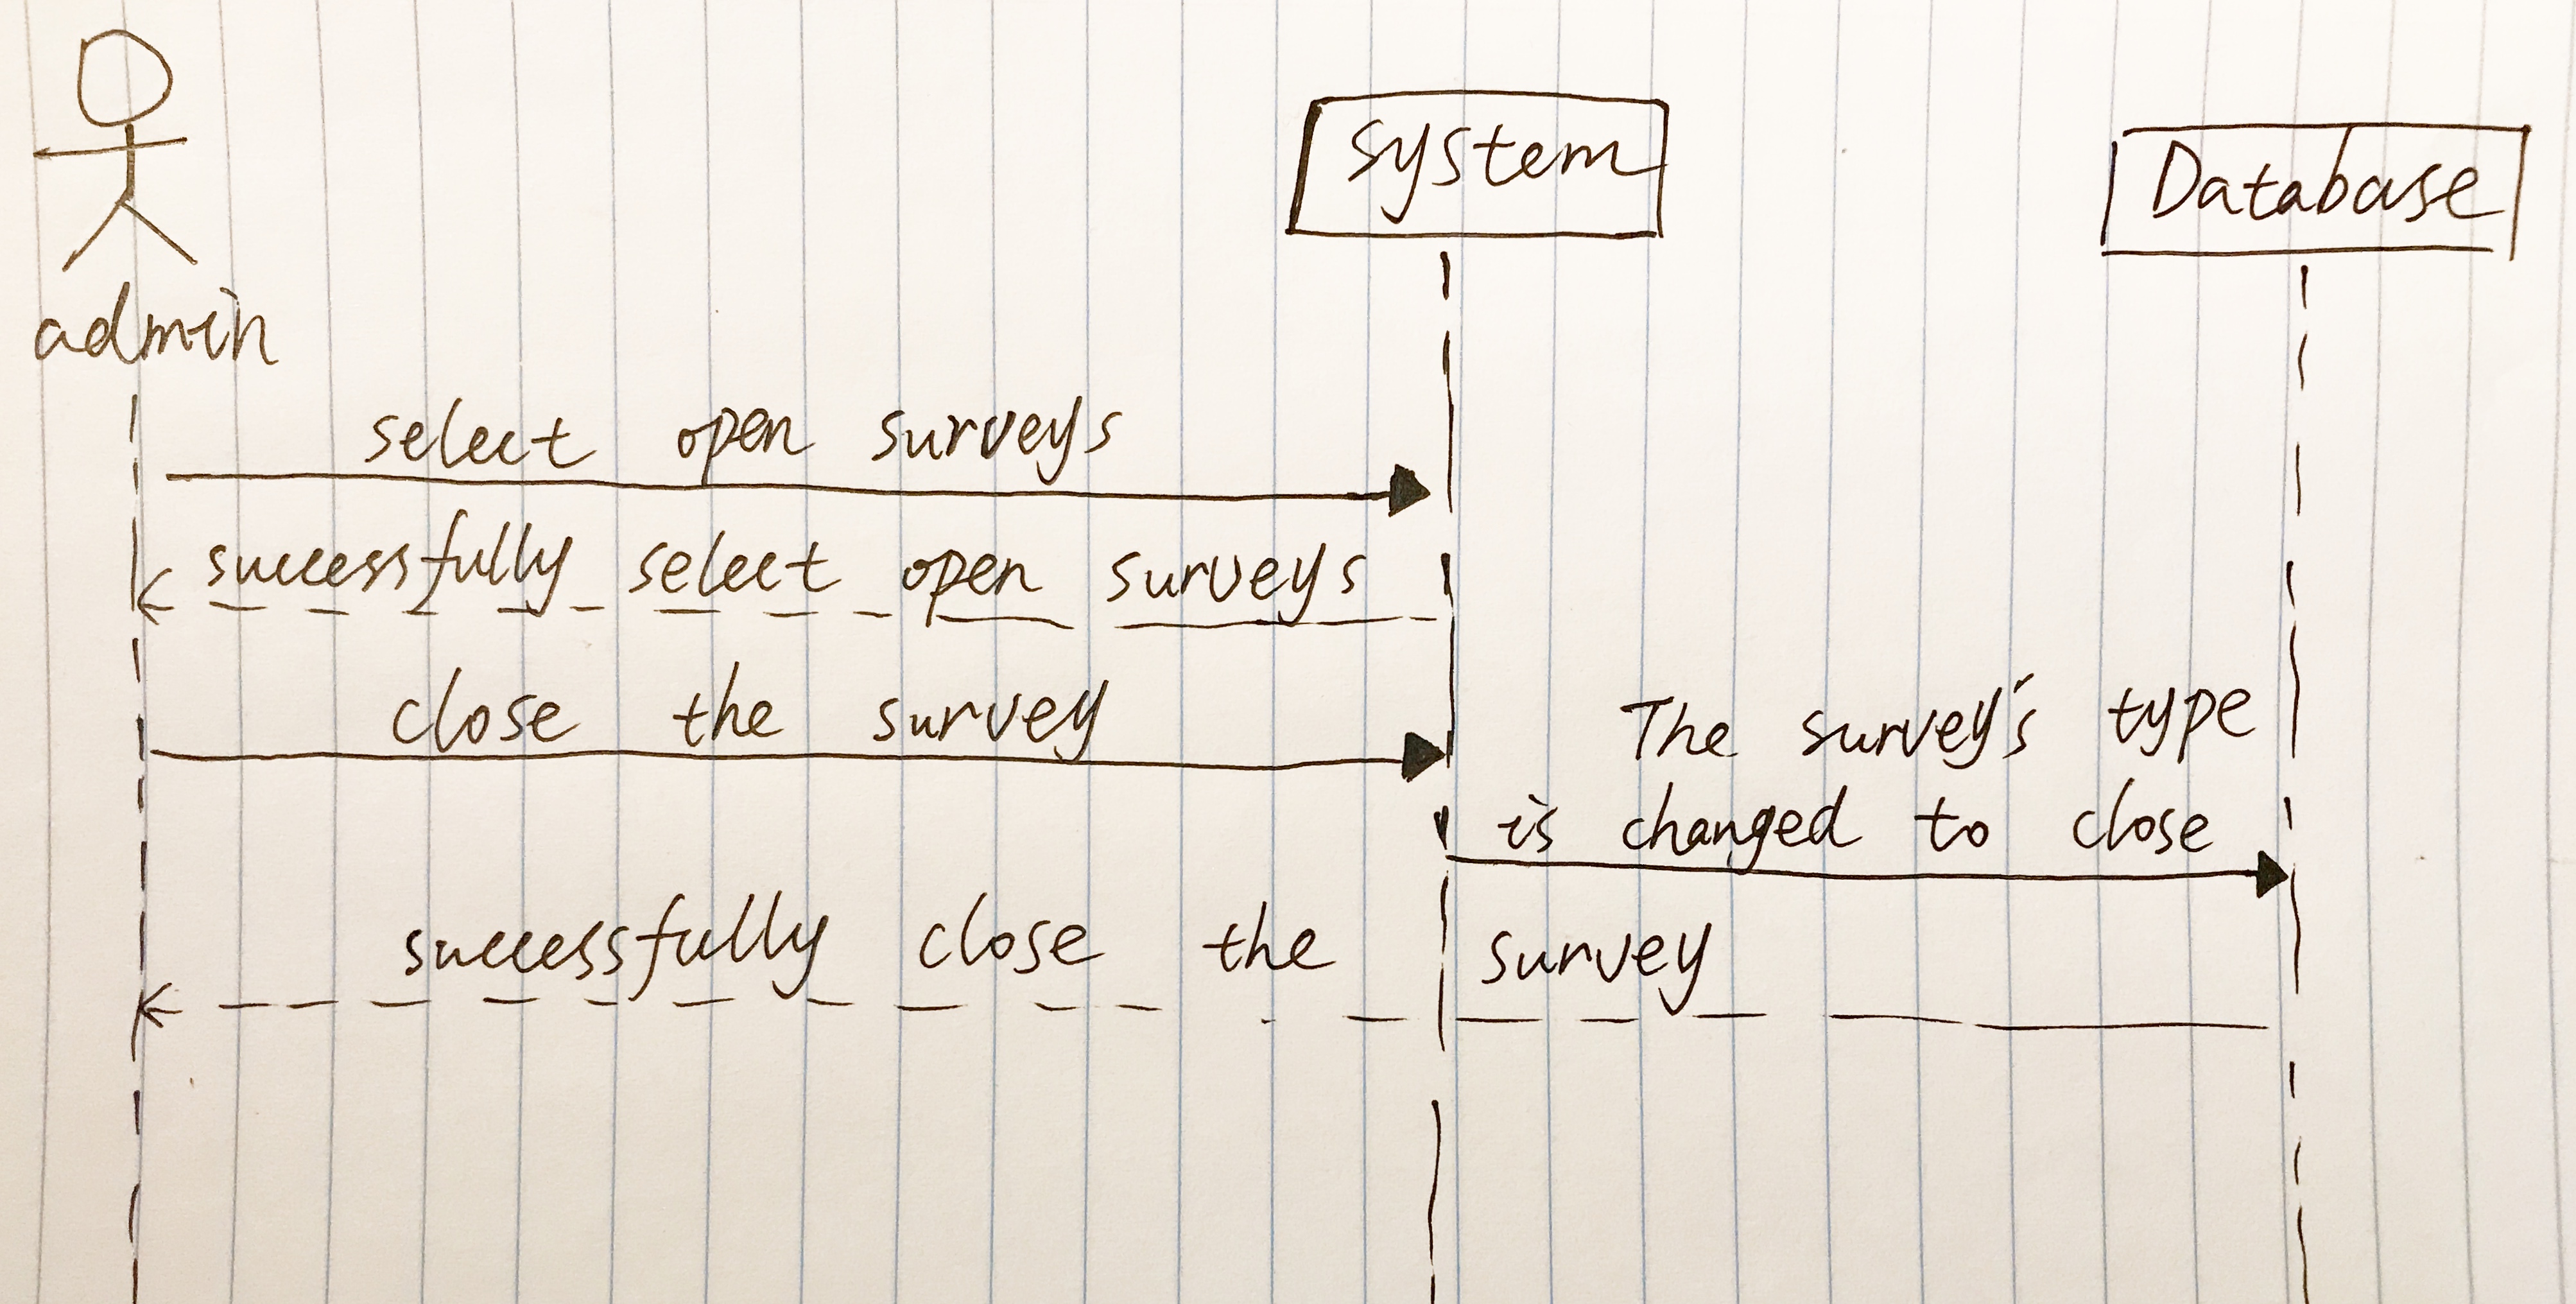 system
Database
admin
select open surveys
successfully select open surveys
close the survey
The survey's type
is changed to close
successfully close the survey